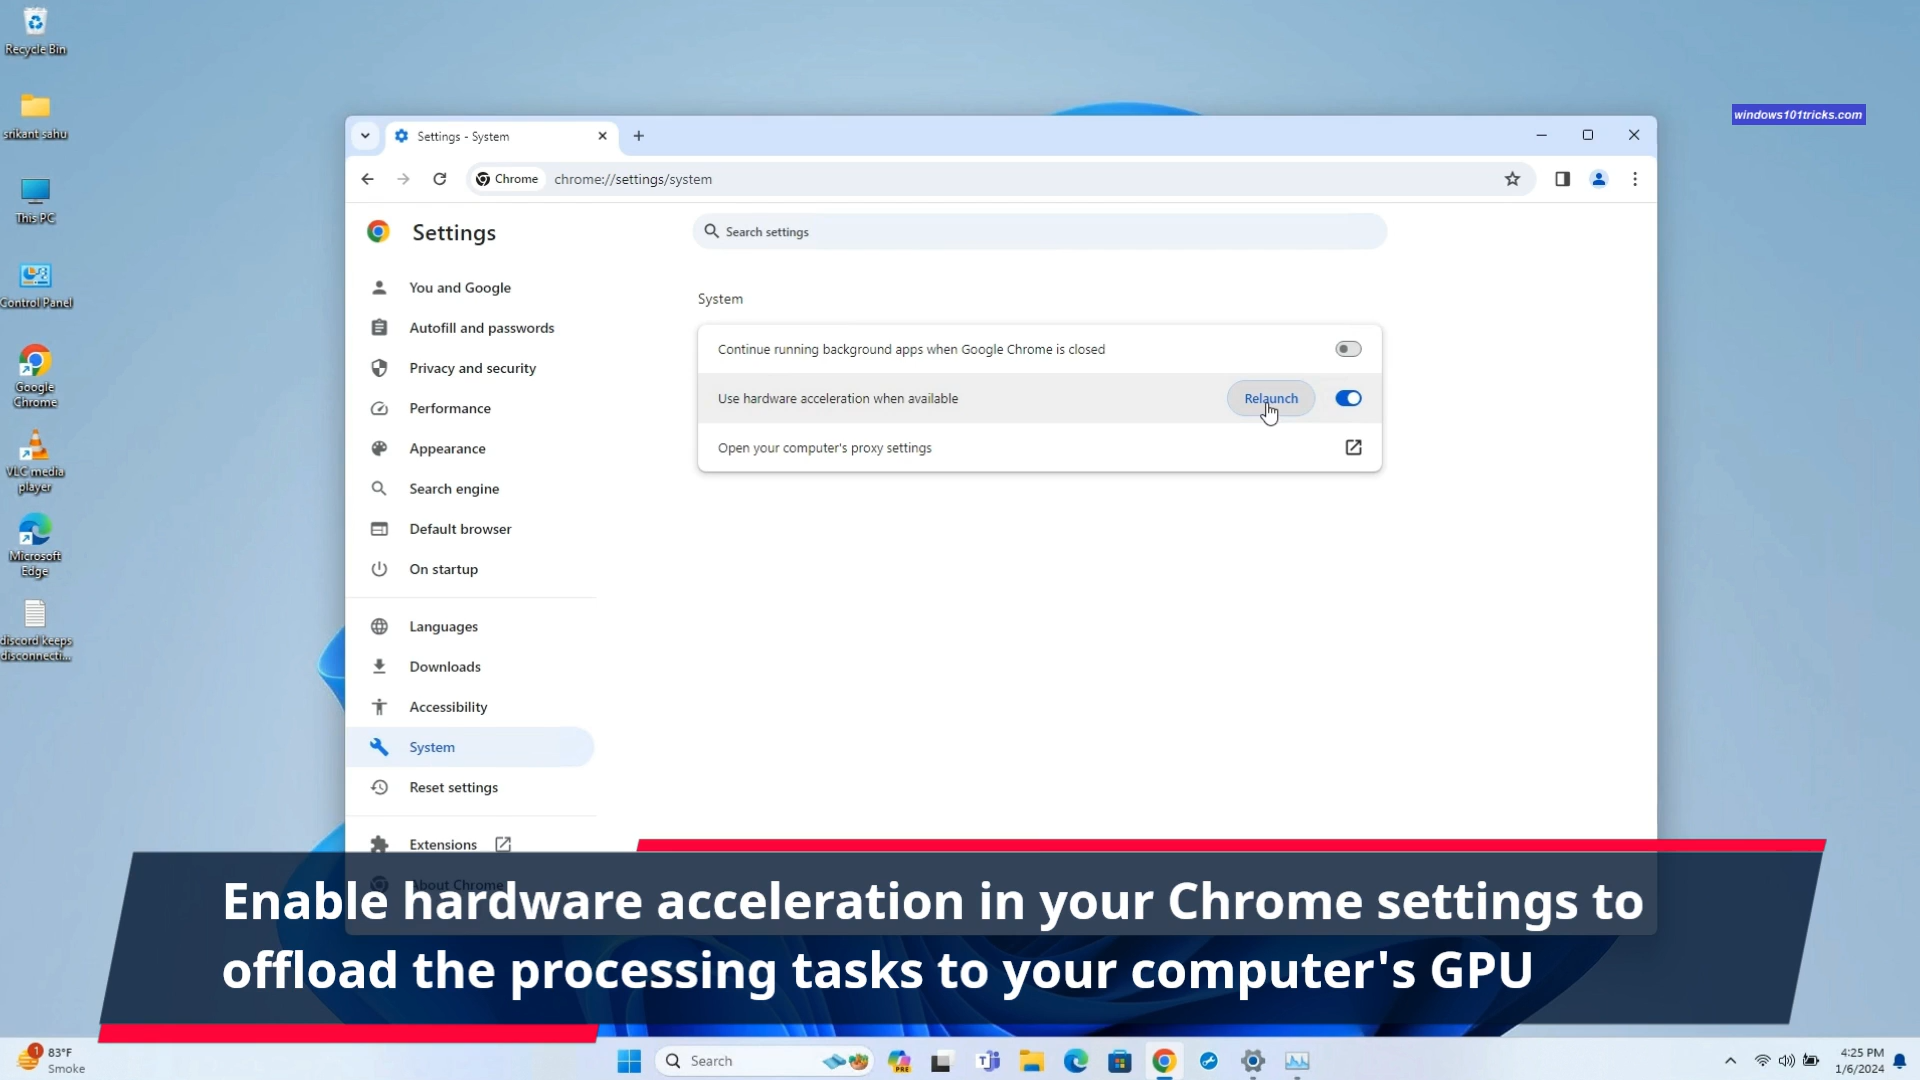 Recycle Bin
srikant sahu
This PC
Control Panel
Google
Chrome
VLC media
player
Microsoft
Edge
discord keeps
disconnecti...
windows101tricks.com
Settings - System
Chrome
chrome://settings/system
Settings
Search settings
You and Google
Autofill and passwords
Privacy and security
Performance
Appearance
Search engine
Default browser
On startup
Languages
Downloads
Accessibility
System
Reset settings
Extensions
About Chrome
System
Continue running background apps when Google Chrome is closed
Use hardware acceleration when available
Relaunch
Open your computer's proxy settings
Enable hardware acceleration in your Chrome settings to
offload the processing tasks to your computer's GPU
1
83°F
Smoke
Search
PRE
4:25 PM
1/6/2024